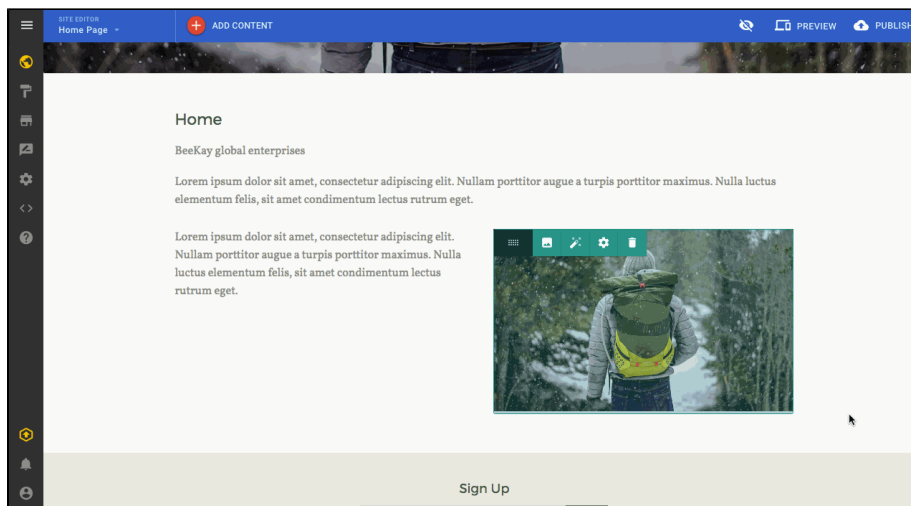 SITE EDITOR
Home Page
ADD CONTENT
PREVIEW
PUBLISH
Home
BeeKay global enterprises
Lorem ipsum dolor sit amet, consectetur adipiscing elit. Nullam porttitor augue a turpis porttitor maximus. Nulla luctus
elementum felis, sit amet condimentum lectus rutrum eget.
Lorem ipsum dolor sit amet, consectetur adipiscing elit.
Nullam porttitor augue a turpis porttitor maximus. Nulla
luctus elementum felis, sit amet condimentum lectus
rutrum eget.
Sign Up